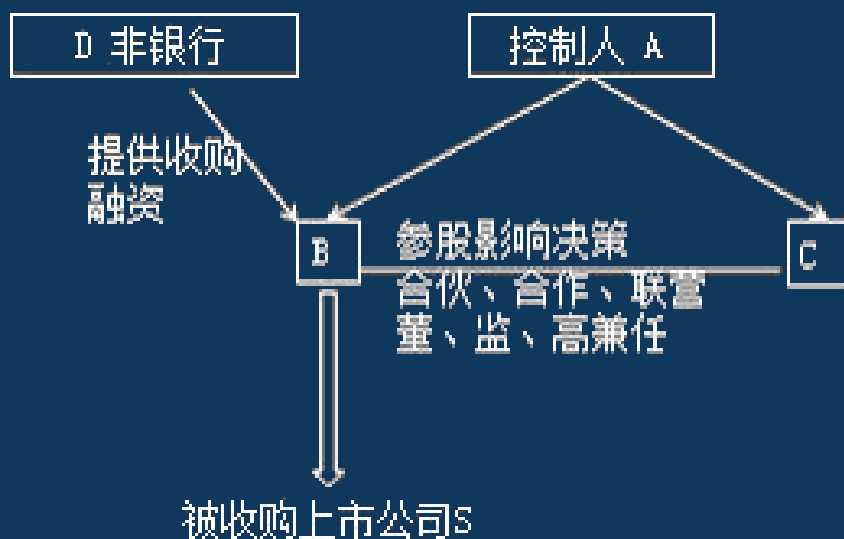 D 非银行
控制人 A
提供收购
融资
B
参股影响决策
C
合伙、合作、联营
董、监、高兼任
被收购上市公司S